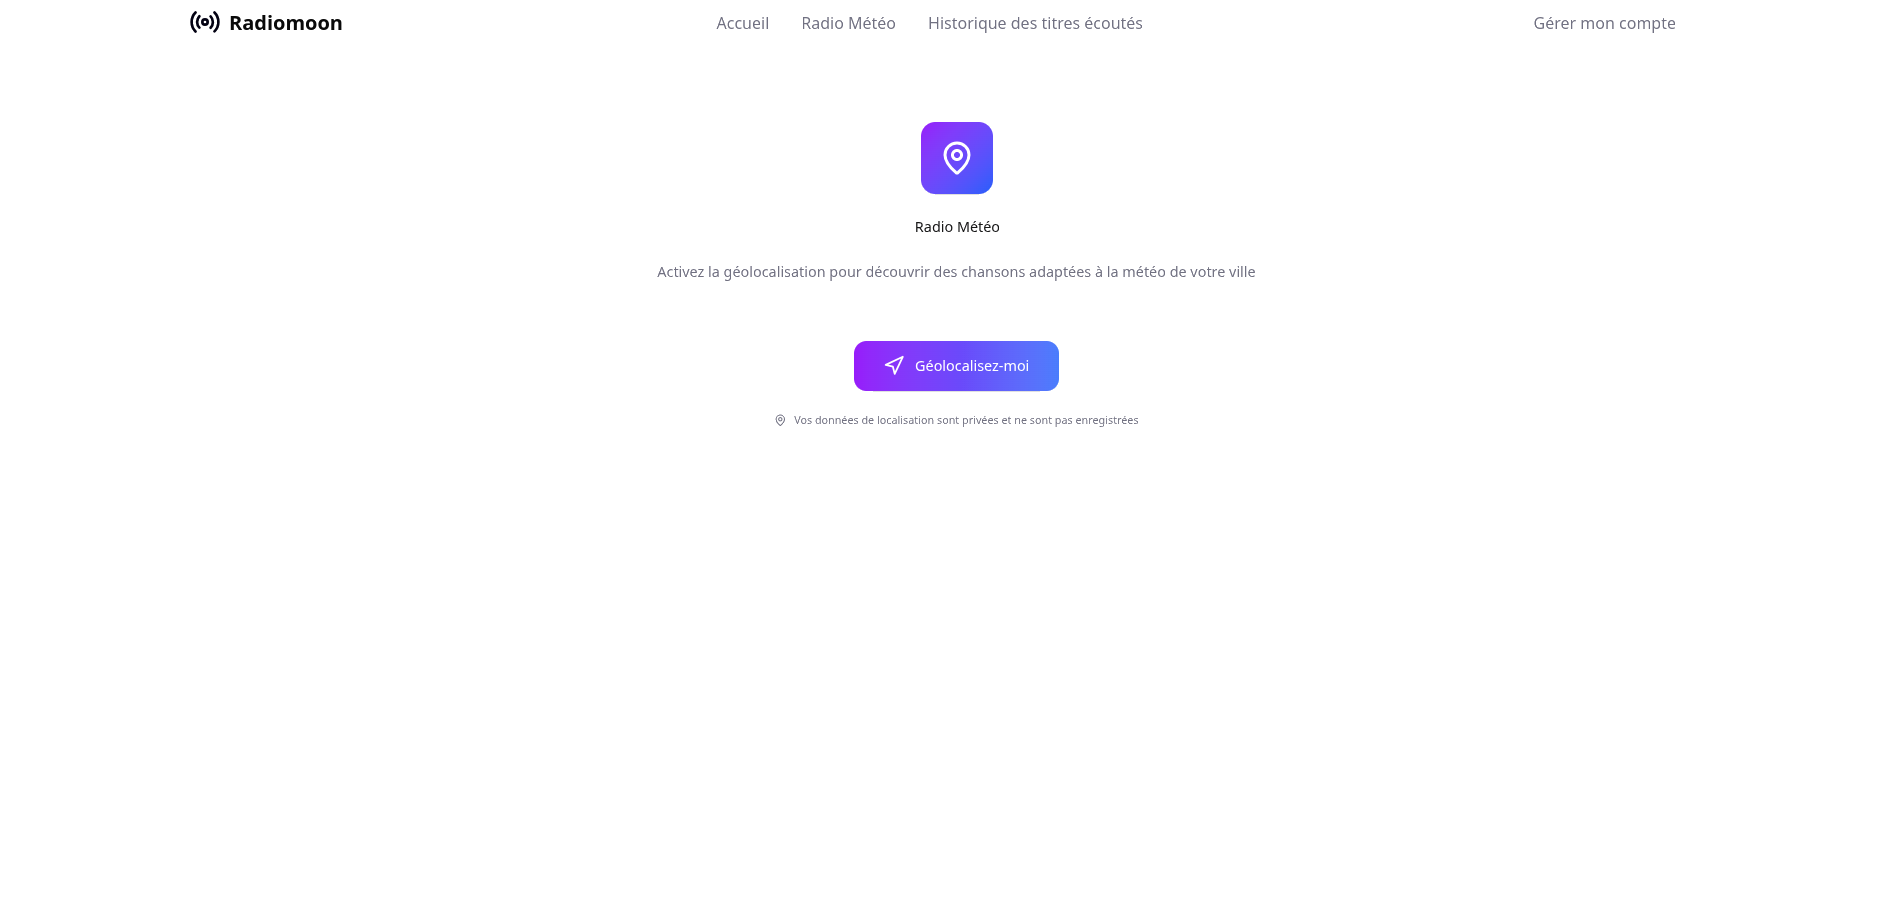 Radiomoon
Accueil
Radio Météo
Historique des titres écoutés
Gérer mon compte
Radio Météo
Activez la géolocalisation pour découvrir des chansons adaptées à la météo de votre ville
Géolocalisez-moi
Vos données de localisation sont privées et ne sont pas enregistrées